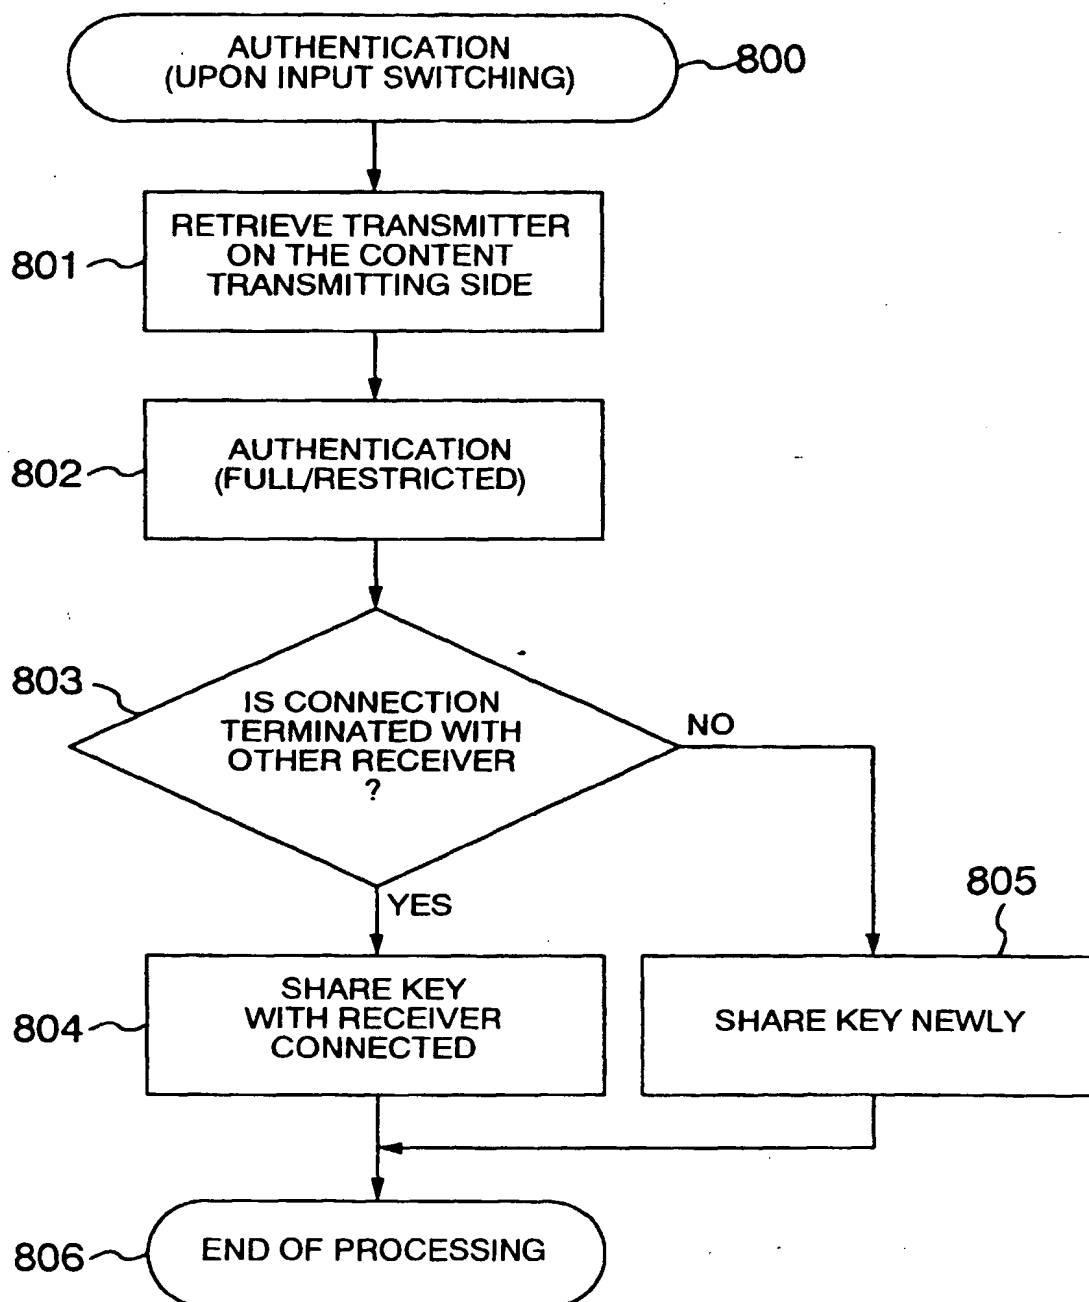 AUTHENTICATION
(UPON INPUT SWITCHING)
800
RETRIEVE TRANSMITTER
ON THE CONTENT
TRANSMITTING SIDE
801
AUTHENTICATION
(FULL/RESTRICTED)
802
803
IS CONNECTION
TERMINATED WITH
OTHER RECEIVER
?
NO
YES
805
SHARE KEY
WITH RECEIVER
CONNECTED
804
SHARE KEY NEWLY
END OF PROCESSING
806